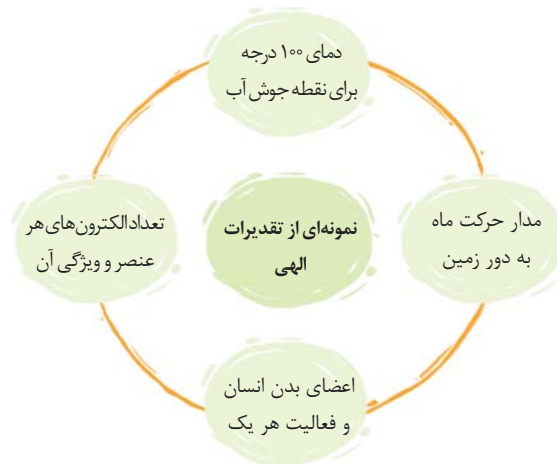 دمای ۱۰۰ درجه
برای نقطه جوش آب
مدار حرکت ماه
به دور زمین
نمونه‌ای از تقدیرات
الهی
تعداد الکترون‌های هر
عنصر و ویژگی آن
اعضای بدن انسان
و فعالیت هر یک